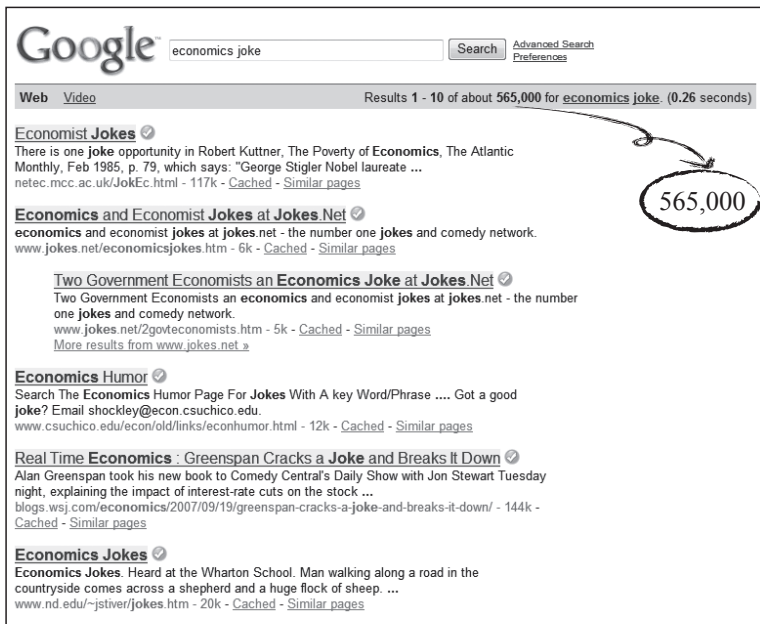 Google™ economics joke Search Advanced Search
Preferences
Web Video Results 1 - 10 of about 565,000 for economics joke. (0.26 seconds)
565,000
Economist Jokes
There is one joke opportunity in Robert Kuttner, The Poverty of Economics, The Atlantic
Monthly, Feb 1985, p. 79, which says: "George Stigler Nobel laureate ...
netec.mcc.ac.uk/JokEc.html - 117k - Cached - Similar pages
Economics and Economist Jokes at Jokes.Net
economics and economist jokes at jokes.net - the number one jokes and comedy network.
www.jokes.net/economicsjokes.htm - 6k - Cached - Similar pages
Two Government Economists an Economics Joke at Jokes.Net
Two Government Economists an economics and economist jokes at jokes.net - the number
one jokes and comedy network.
www.jokes.net/2govteconomists.htm - 5k - Cached - Similar pages
More results from www.jokes.net »
Economics Humor
Search The Economics Humor Page For Jokes With A key Word/Phrase .... Got a good
joke? Email shockley@econ.csuchico.edu.
www.csuchico.edu/econ/old/links/econhumor.html - 12k - Cached - Similar pages
Real Time Economics : Greenspan Cracks a Joke and Breaks It Down
Alan Greenspan took his new book to Comedy Central's Daily Show with Jon Stewart Tuesday
night, explaining the impact of interest-rate cuts on the stock ...
blogs.wsj.com/economics/2007/09/19/greenspan-cracks-a-joke-and-breaks-it-down/ - 144k -
Cached - Similar pages
Economics Jokes
Economics Jokes. Heard at the Wharton School. Man walking along a road in the
countryside comes across a shepherd and a huge flock of sheep. ...
www.nd.edu/~jstiver/jokes.htm - 20k - Cached - Similar pages